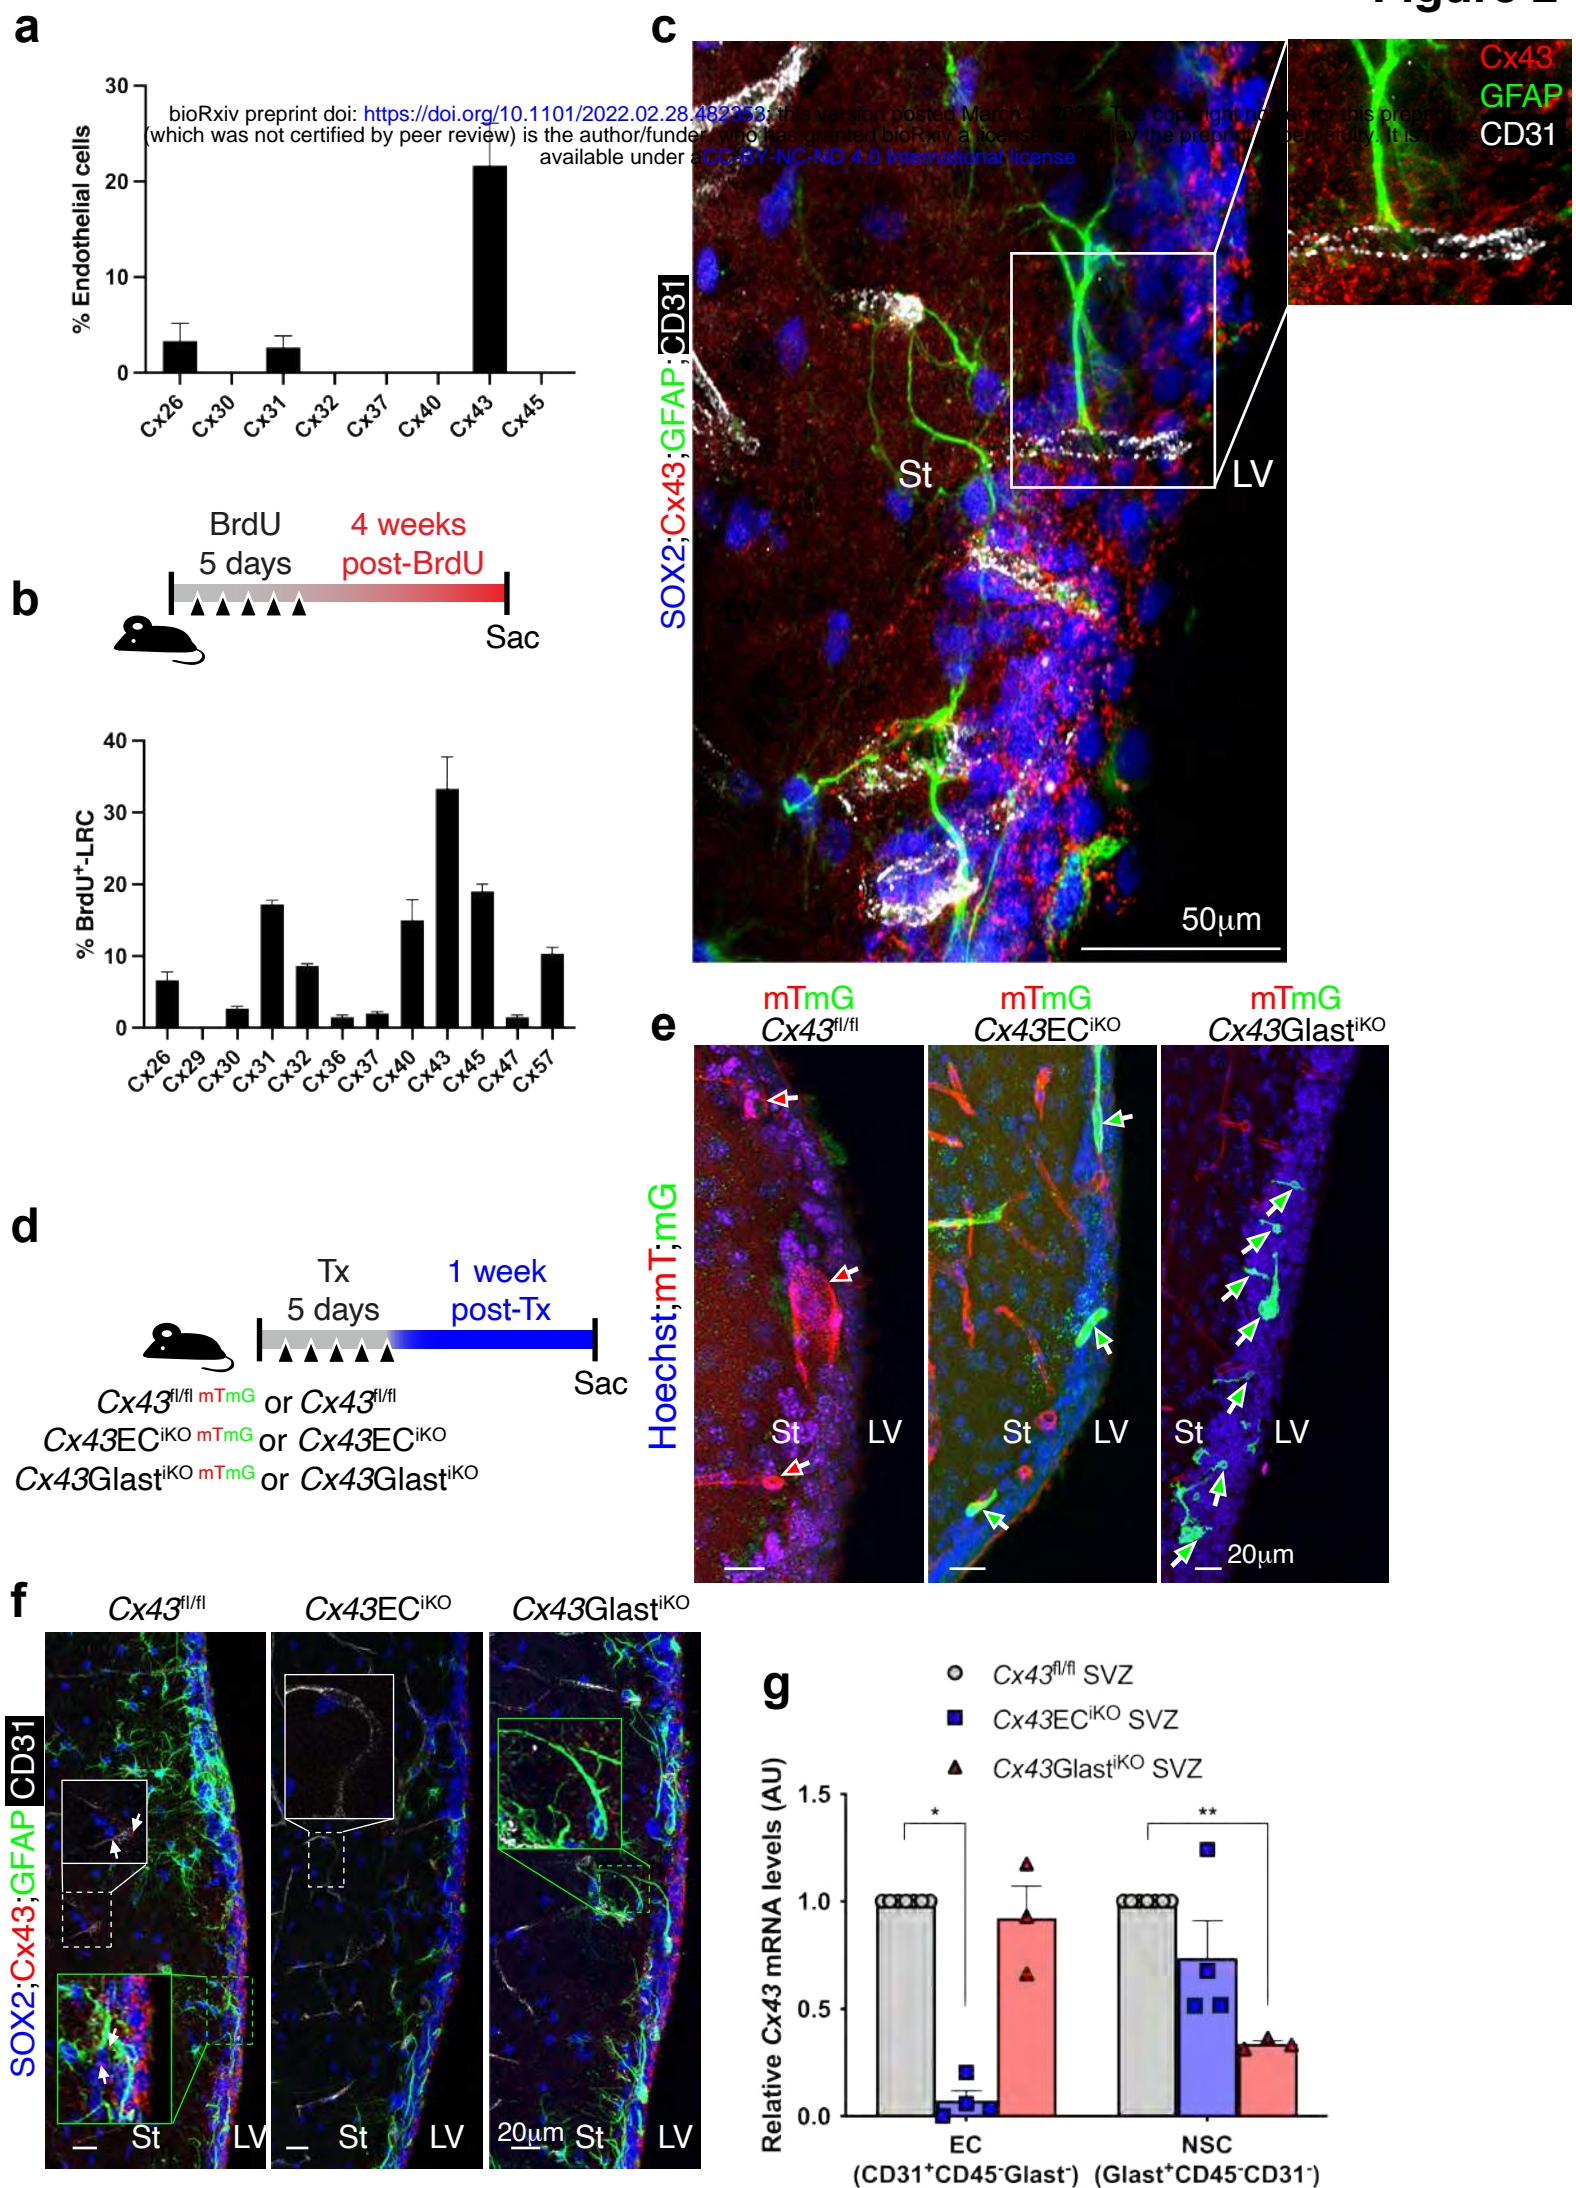 Figure 2
a
30
20
10
0
% Endothelial cells
Cx26
Cx30
Cx31
Cx32
Cx37
Cx40
Cx43
Cx45
bioRxiv preprint doi: https://doi.org/10.1101/2022.02.28.482353; this version posted March 1, 2022. The copyright holder for this preprint
(which was not certified by peer review) is the author/funder, who has granted bioRxiv a license to display the preprint in perpetuity. It is made
available under aCC-BY-NC-ND 4.0 International license
b
BrdU
5 days
4 weeks
post-BrdU
Sac
40
30
20
10
0
% BrdU⁺-LRC
Cx26
Cx29
Cx30
Cx31
Cx32
Cx36
Cx37
Cx40
Cx43
Cx45
Cx47
Cx57
c
SOX2;Cx43;GFAP;CD31
St
LV
LV
50μm
Cx43
GFAP
CD31
d
Tx
5 days
1 week
post-Tx
Sac
Cx43fl/fl mTmG or Cx43fl/fl
Cx43ECiKO mTmG or Cx43ECiKO
Cx43GlastiKO mTmG or Cx43GlastiKO
e
mTmG
Cx43fl/fl
mTmG
Cx43ECiKO
mTmG
Cx43GlastiKO
Hoechst;mT;mG
St
LV
St
LV
St
LV
20μm
f
Cx43fl/fl
Cx43ECiKO
Cx43GlastiKO
SOX2;Cx43;GFAP CD31
St
LV
St
LV
20μm
St
LV
g
Cx43fl/fl SVZ
Cx43ECiKO SVZ
Cx43GlastiKO SVZ
Relative Cx43 mRNA levels (AU)
1.5
1.0
0.5
0.0
*
**
EC
(CD31⁺CD45⁻Glast⁻)
NSC
(Glast⁺CD45⁻CD31⁻)